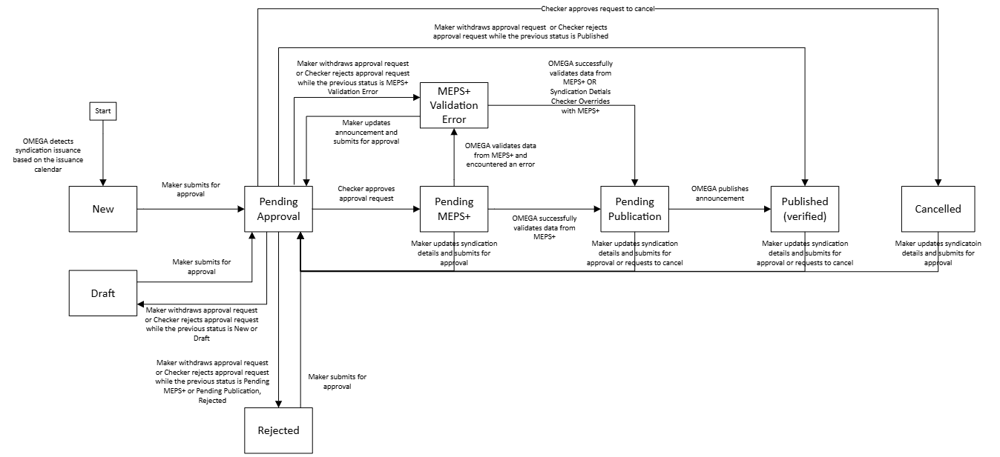 Checker approves request to cancel
Maker withdraws approval request or Checker rejects
approval request while the previous status is Published
Maker withdraws approval request
or Checker rejects approval request
while the previous status is MEPS+
Validation Error
OMEGA successfully
validates data from
MEPS+ OR
Syndication Detials
Checker Overrides
with MEPS+
MEPS+
Validation
Error
Start
Maker updates
announcement and
submits for approval
OMEGA detects
syndication issuance
based on the issuance
calendar
OMEGA validates data
from MEPS+ and
encountered an error
Maker submits for
approval
Checker approves
approval request
OMEGA publishes
announcement
New
Pending
Approval
Pending
MEPS+
Pending
Publication
Published
(verified)
Cancelled
OMEGA successfully
validates data from
MEPS+
Maker updates syndication
details and submits for
approval
Maker updates syndication
details and submits for
approval or requests to cancel
Maker updates syndication
details and submits for
approval or requests to cancel
Maker updates syndicatoin
details and submits for
approval
Maker submits for
approval
Draft
Maker withdraws approval request
or Checker rejects approval request
while the previous status is New or
Draft
Maker withdraws approval request
or Checker rejects approval request
while the previous status is Pending
MEPS+ or Pending Publication,
Rejected
Maker submits for
approval
Rejected